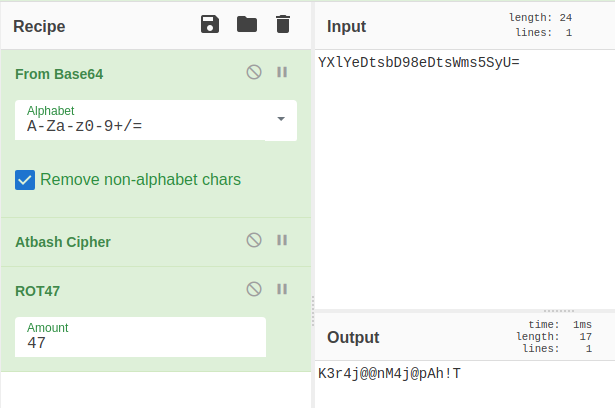 Recipe
From Base64
Alphabet
A-Za-z0-9+/=
Remove non-alphabet chars
Atbash Cipher
ROT47
Amount
47
Input
length: 24
lines: 1
YXlYeDtsbD98eDtsWms5SyU=
Output
time: 1ms
length: 17
lines: 1
K3r4j@@nM4j@pAh!T